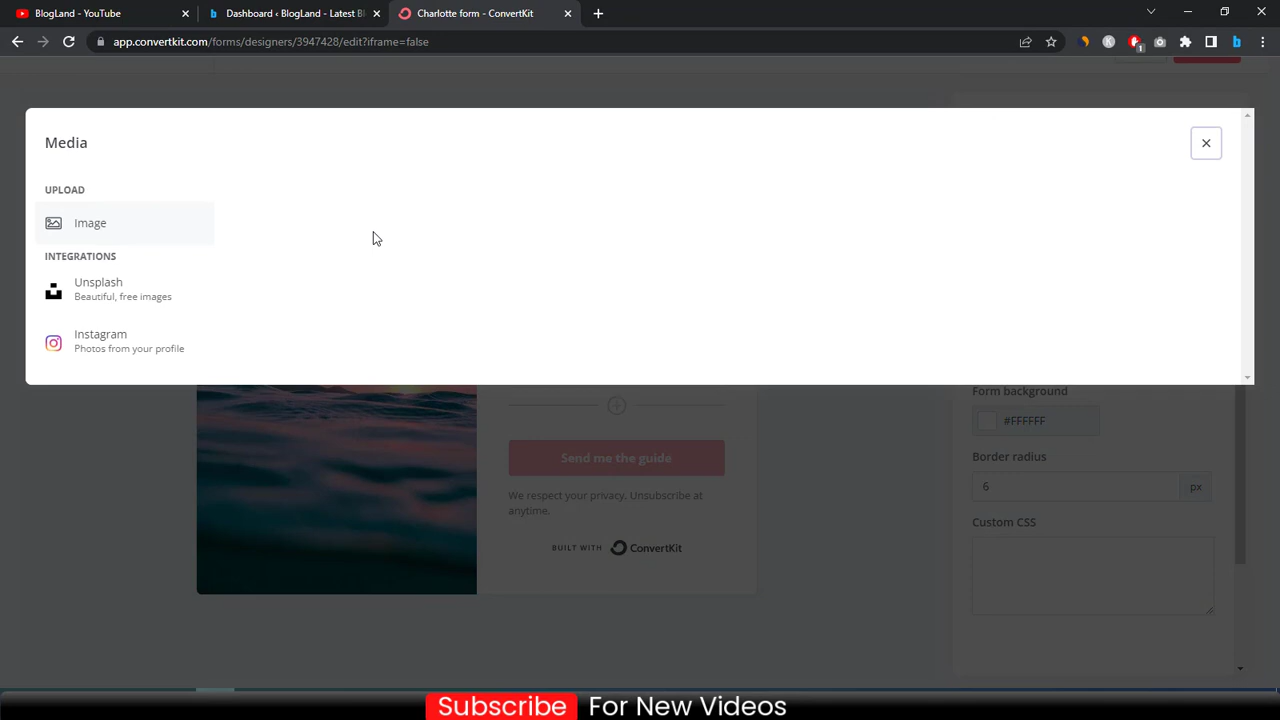 BlogLand - YouTube
Dashboard ‹ BlogLand - Latest Bl
Charlotte form - ConvertKit
app.convertkit.com/forms/designers/3947428/edit?iframe=false
1
Media
UPLOAD
Image
INTEGRATIONS
Unsplash
Beautiful, free images
Instagram
Photos from your profile
Form background
#FFFFFF
Border radius
6
px
Custom CSS
Send me the guide
We respect your privacy. Unsubscribe at
anytime.
BUILT WITH ConvertKit
Subscribe For New Videos